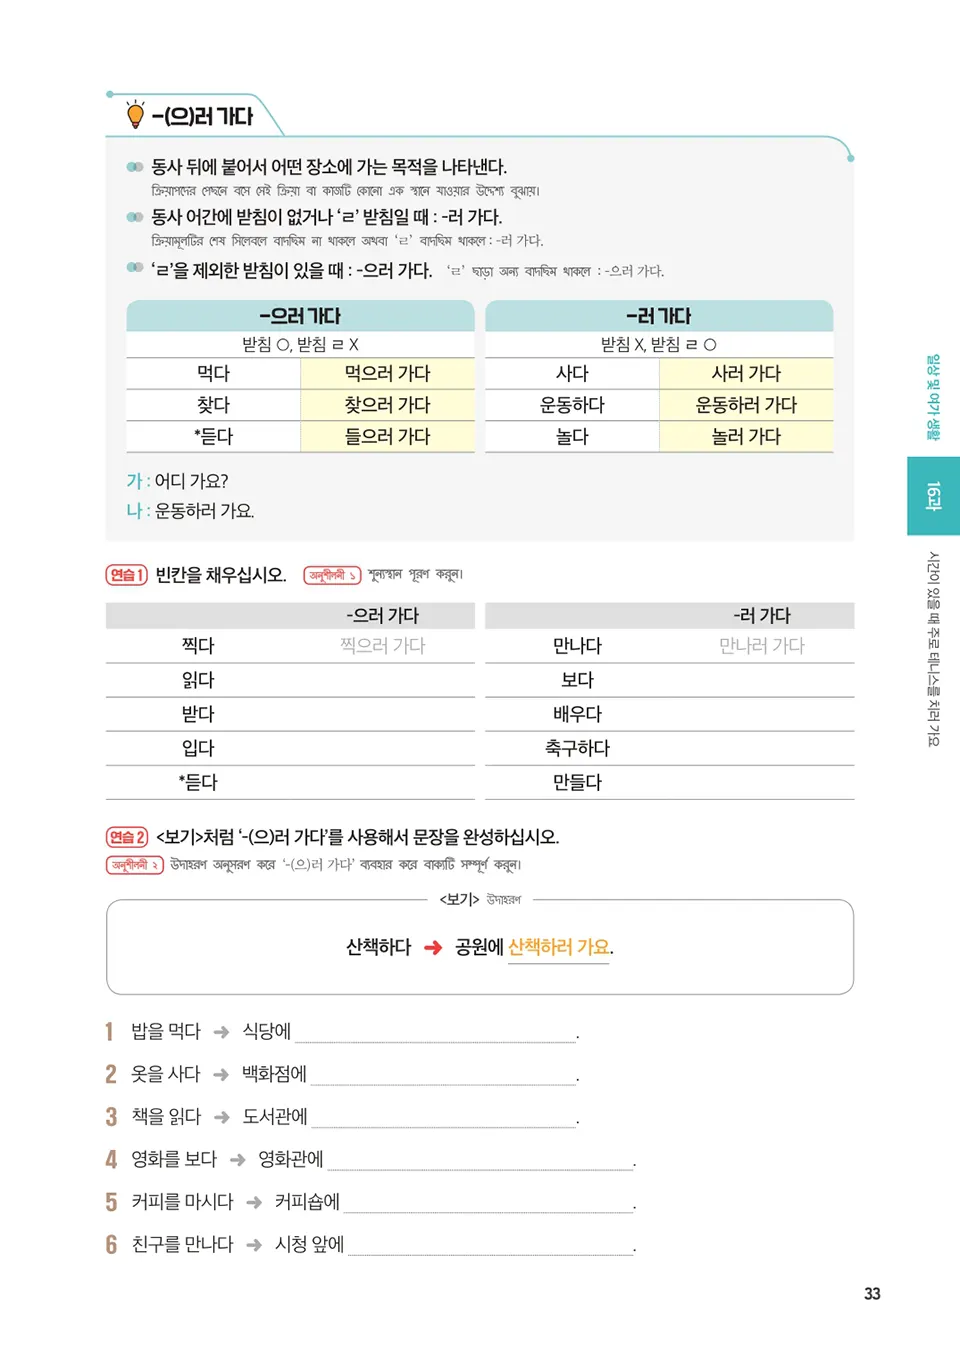 -(으)러 가다
동사 뒤에 붙어서 어떤 장소에 가는 목적을 나타낸다.
ক্রিয়াপদের পেছনে বসে সেই ক্রিয়া বা কাজটি কোনো এক স্থানে যাওয়ার উদ্দেশ্য বুঝায়।
동사 어간에 받침이 없거나 ‘ㄹ’ 받침일 때 : -러 가다.
ক্রিয়ামূলটির শেষ সিলেবলে বাদছিম না থাকলে অথবা ‘ㄹ’ বাদছিম থাকলে : -러 가다.
‘ㄹ’을 제외한 받침이 있을 때 : -으러 가다. ‘ㄹ’ ছাড়া অন্য বাদছিম থাকলে : -으러 가다.
-으러 가다 -러 가다
받침 O, 받침 ㄹ X 받침 X, 받침 ㄹ O
먹다 먹으러 가다 사다 사러 가다
찾다 찾으러 가다 운동하다 운동하러 가다
*듣다 들으러 가다 놀다 놀러 가다
가 : 어디 가요?
나 : 운동하러 가요.
연습 1 빈칸을 채우십시오. অনুশীলনী ১ শূন্যস্থান পূরণ করুন।
-으러 가다 -러 가다
찍다 찍으러 가다 만나다 만나러 가다
읽다 보다
받다 배우다
입다 축구하다
*듣다 만들다
연습 2 <보기>처럼 ‘-(으)러 가다’를 사용해서 문장을 완성하십시오.
অনুশীলনী ২ উদাহরণ অনুসরণ করে ‘-(으)러 가다’ ব্যবহার করে বাক্যটি সম্পূর্ণ করুন।
<보기> উদাহরণ
산책하다 ➜ 공원에 산책하러 가요.
1 밥을 먹다 ➜ 식당에 .
2 옷을 사다 ➜ 백화점에 .
3 책을 읽다 ➜ 도서관에 .
4 영화를 보다 ➜ 영화관에 .
5 커피를 마시다 ➜ 커피숍에 .
6 친구를 만나다 ➜ 시청 앞에 .
일상 및 여가 생활
16과
시간이 있을 때 주로 테니스를 치러 가요
33